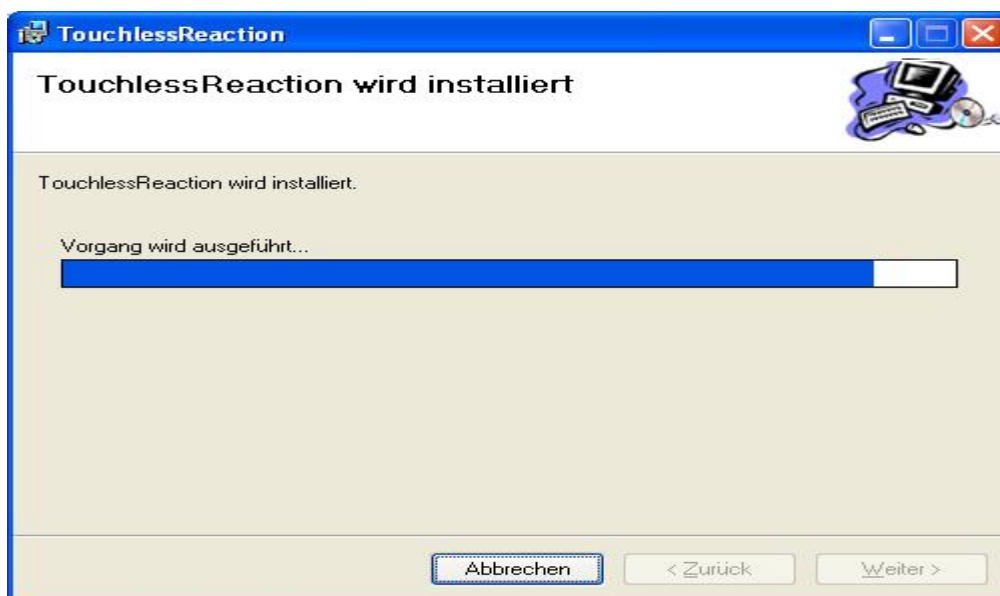 TouchlessReaction
TouchlessReaction wird installiert
TouchlessReaction wird installiert.
Vorgang wird ausgeführt...
Abbrechen < Zurück Weiter >